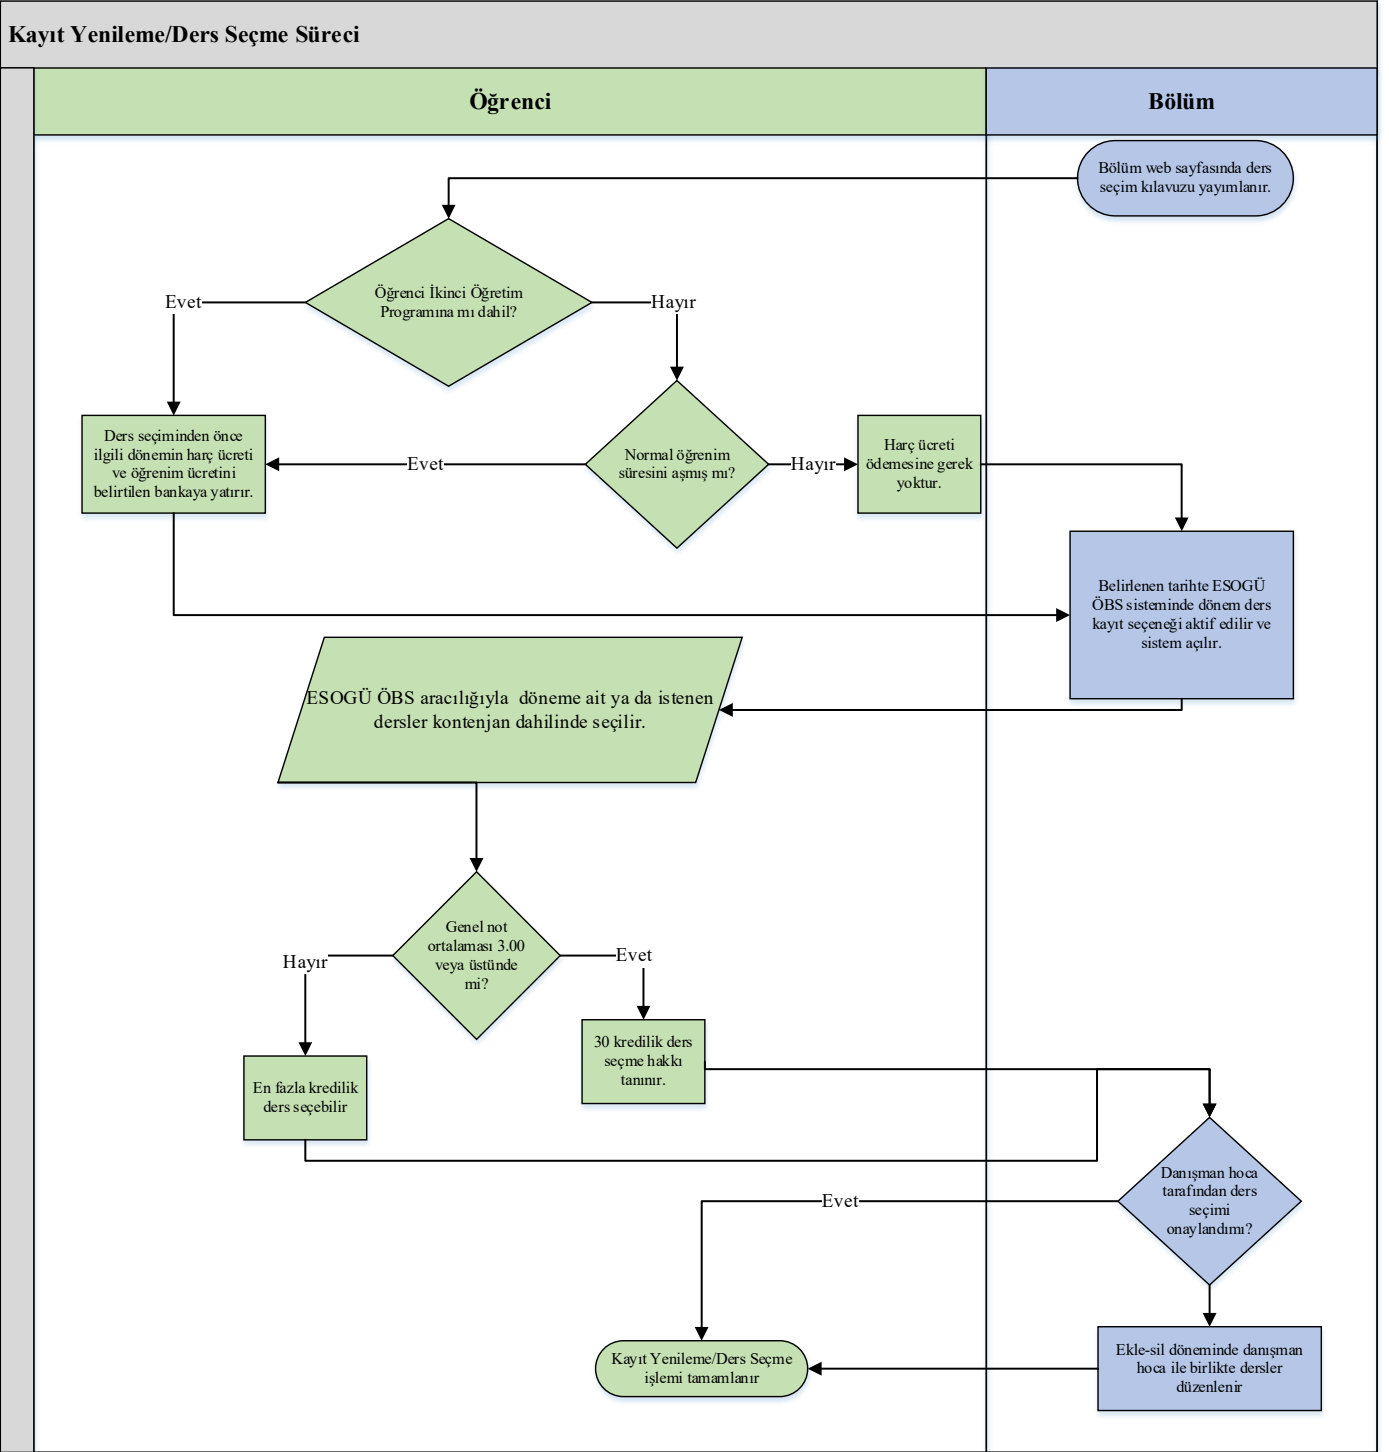 Kayıt Yenileme/Ders Seçme Süreci
Öğrenci
Bölüm
Bölüm web sayfasında ders
seçim kılavuzu yayımlanır.
Öğrenci İkinci Öğretim
Programına mı dahil?
Evet
Hayır
Ders seçiminden önce
ilgili dönemin harç ücreti
ve öğrenim ücretini
belirtilen bankaya yatırır.
Evet
Normal öğrenim
süresini aşmış mı?
Hayır
Harç ücreti
ödemesine gerek
yoktur.
Belirlenen tarihte ESOGÜ
ÖBS sisteminde dönem ders
kayıt seçeneği aktif edilir ve
sistem açılır.
ESOGÜ ÖBS aracılığıyla döneme ait ya da istenen
dersler kontenjan dahilinde seçilir.
Genel not
ortalaması 3.00
veya üstünde
mi?
Hayır
Evet
30 kredilik ders
seçme hakkı
tanınır.
En fazla kredilik
ders seçebilir
Danışman hoca
tarafından ders
seçimi
onaylandımı?
Evet
Ekle-sil döneminde danışman
hoca ile birlikte dersler
düzenlenir
Kayıt Yenileme/Ders Seçme
işlemi tamamlanır